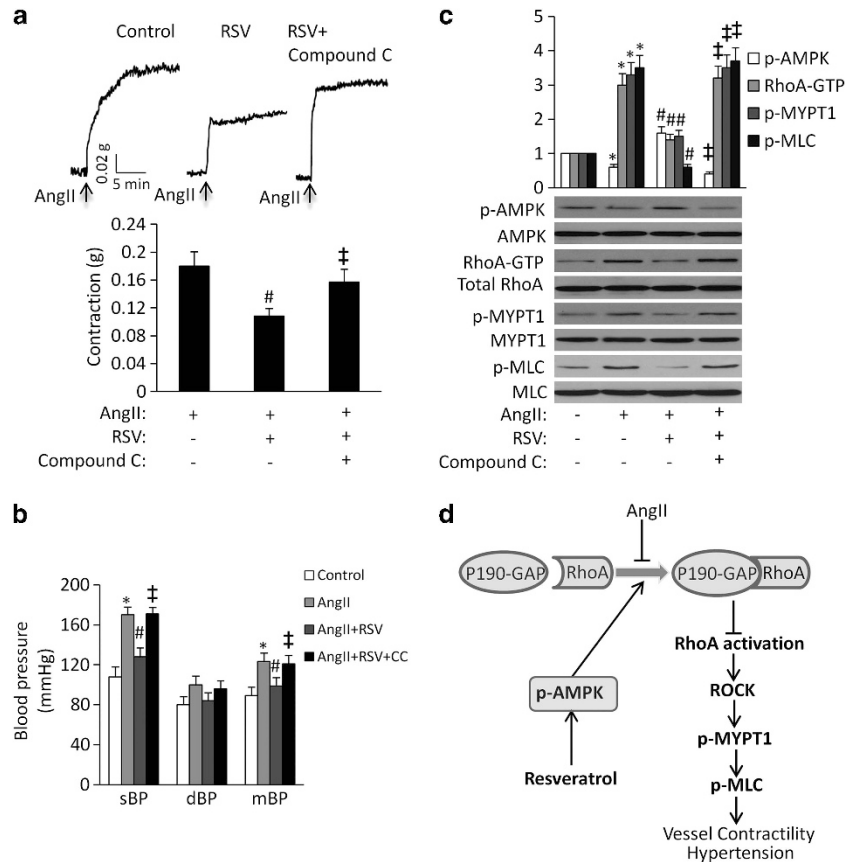 a
Control
RSV
RSV+
Compound C
0.02 g
5 min
AngII
AngII
AngII
Contraction (g)
0.24
0.20
0.16
0.12
0.08
0.04
0
#
‡
AngII: + + +
RSV: - + +
Compound C: - - +
b
Blood pressure
(mmHg)
200
160
120
80
40
0
* # ‡
* # ‡
Control
AngII
AngII+RSV
AngII+RSV+CC
sBP dBP mBP
c
5
4
3
2
1
0
* * * *
# ## #
‡ ‡ ‡ ‡
p-AMPK
RhoA-GTP
p-MYPT1
p-MLC
p-AMPK
AMPK
RhoA-GTP
Total RhoA
p-MYPT1
MYPT1
p-MLC
MLC
AngII: - + + +
RSV: - - + +
Compound C: - - - +
d
AngII
P190-GAP RhoA P190-GAP RhoA
RhoA activation
p-AMPK
ROCK
p-MYPT1
Resveratrol
p-MLC
Vessel Contractility
Hypertension